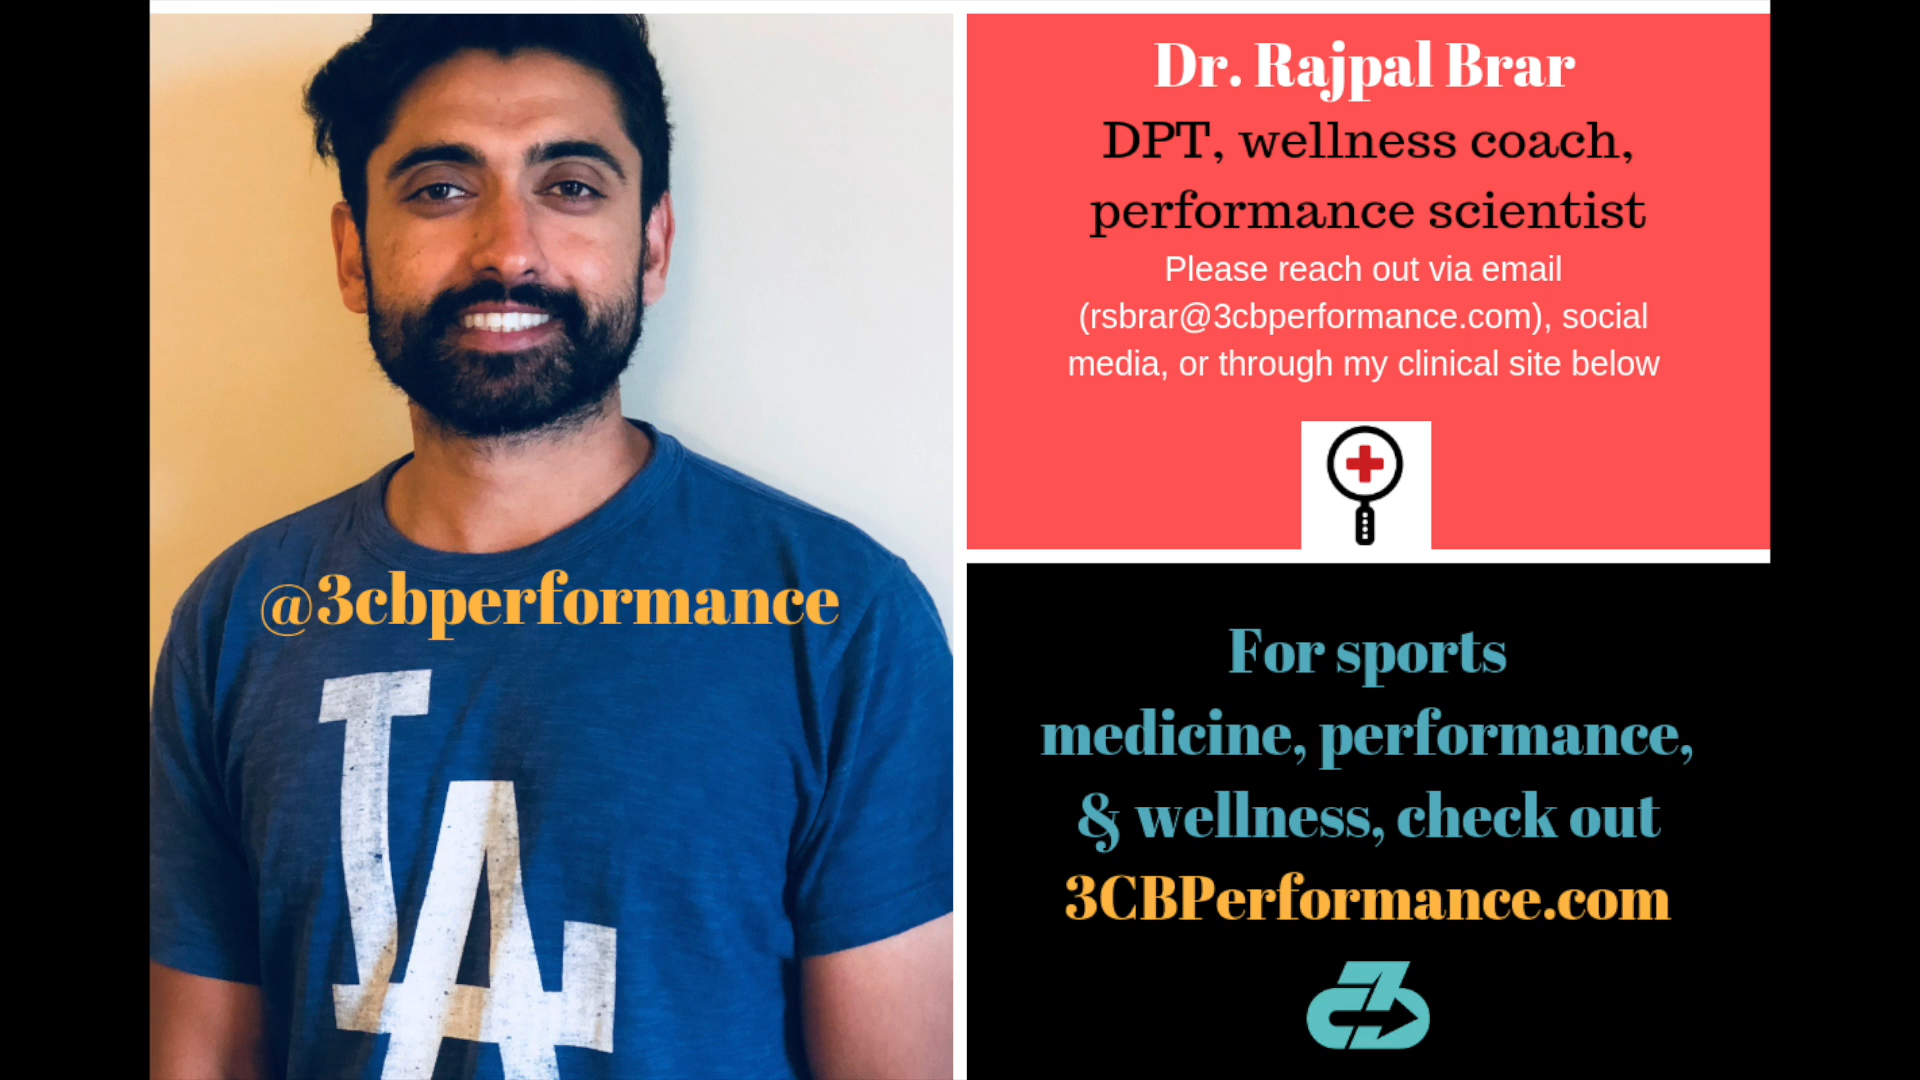 @3cbperformance
LA
Dr. Rajpal Brar
DPT, wellness coach,
performance scientist
Please reach out via email
(rsbrar@3cbperformance.com), social
media, or through my clinical site below
For sports
medicine, performance,
& wellness, check out
3CBPerformance.com